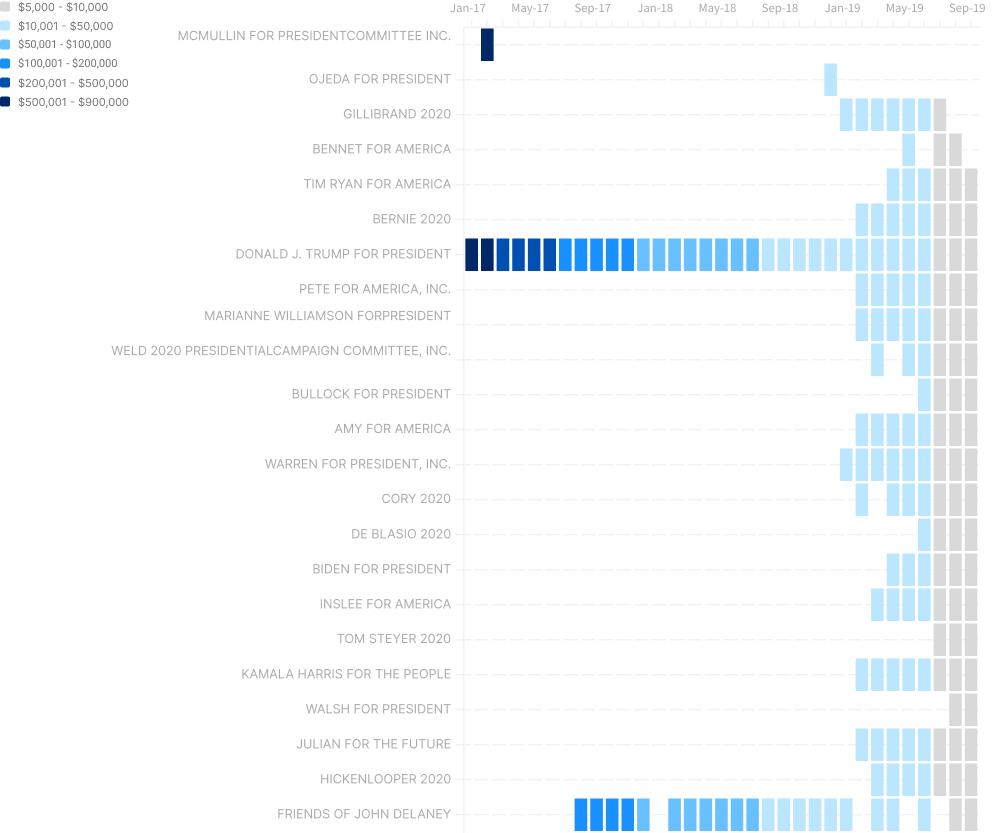 $5,000 - $10,000
$10,001 - $50,000
$50,001 - $100,000
$100,001 - $200,000
$200,001 - $500,000
$500,001 - $900,000
Jan-17 May-17 Sep-17 Jan-18 May-18 Sep-18 Jan-19 May-19 Sep-19
MCMULLIN FOR PRESIDENTCOMMITTEE INC.
OJEDA FOR PRESIDENT
GILLIBRAND 2020
BENNET FOR AMERICA
TIM RYAN FOR AMERICA
BERNIE 2020
DONALD J. TRUMP FOR PRESIDENT
PETE FOR AMERICA, INC.
MARIANNE WILLIAMSON FORPRESIDENT
WELD 2020 PRESIDENTIALCAMPAIGN COMMITTEE, INC.
BULLOCK FOR PRESIDENT
AMY FOR AMERICA
WARREN FOR PRESIDENT, INC.
CORY 2020
DE BLASIO 2020
BIDEN FOR PRESIDENT
INSLEE FOR AMERICA
TOM STEYER 2020
KAMALA HARRIS FOR THE PEOPLE
WALSH FOR PRESIDENT
JULIAN FOR THE FUTURE
HICKENLOOPER 2020
FRIENDS OF JOHN DELANEY